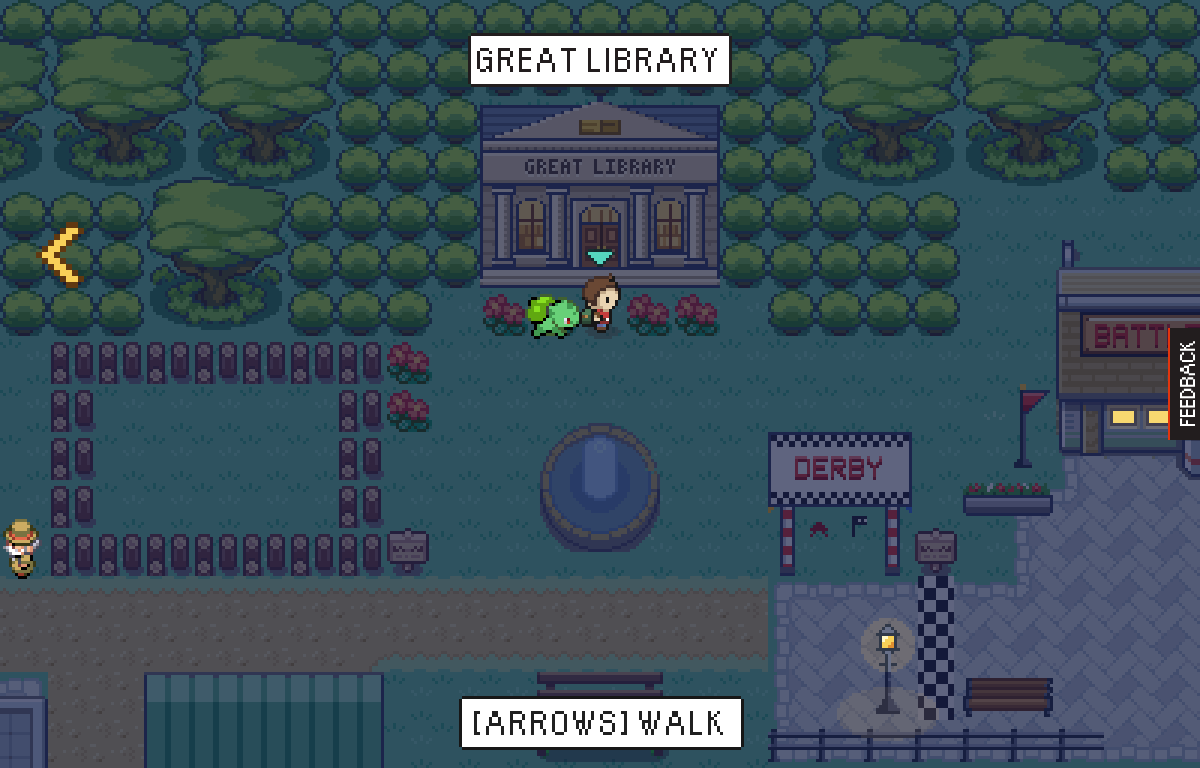 GREAT LIBRARY
GREAT LIBRARY
BATT
FEEDBACK
DERBY
[ARROWS] WALK